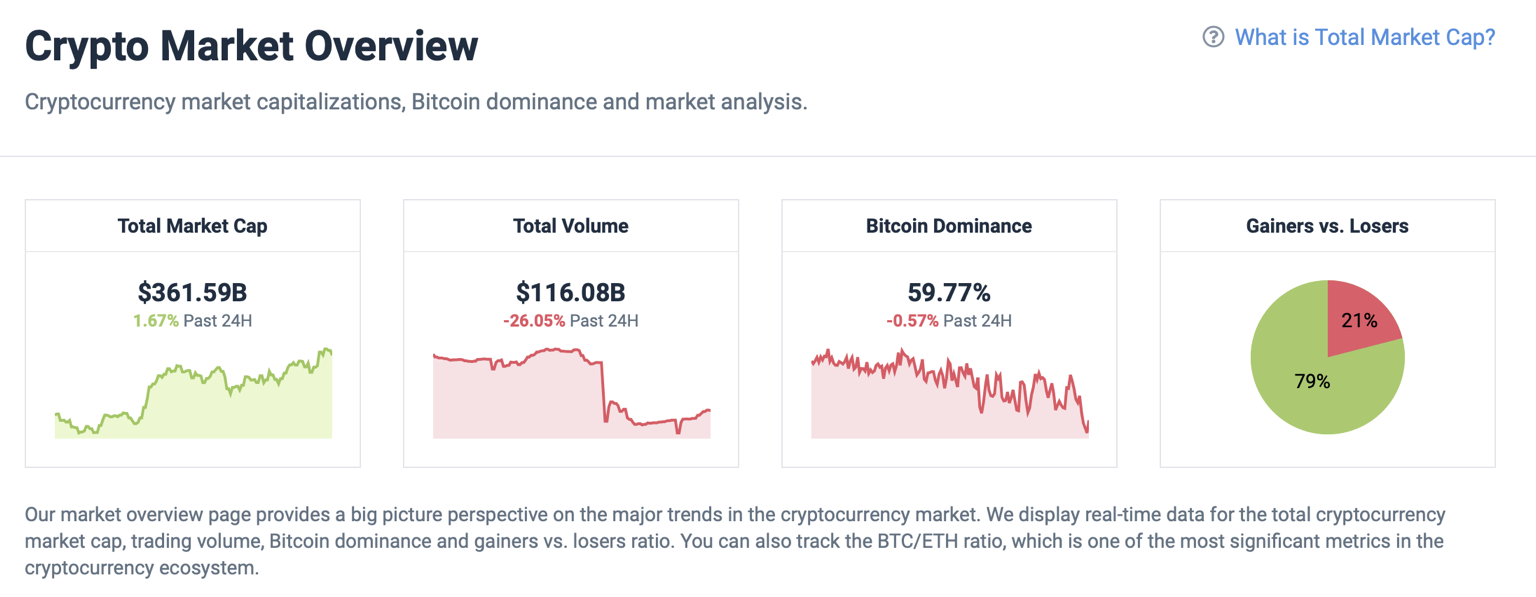 Crypto Market Overview
What is Total Market Cap?
Cryptocurrency market capitalizations, Bitcoin dominance and market analysis.
Total Market Cap
$361.59B
1.67% Past 24H
Total Volume
$116.08B
-26.05% Past 24H
Bitcoin Dominance
59.77%
-0.57% Past 24H
Gainers vs. Losers
21%
79%
Our market overview page provides a big picture perspective on the major trends in the cryptocurrency market. We display real-time data for the total cryptocurrency
market cap, trading volume, Bitcoin dominance and gainers vs. losers ratio. You can also track the BTC/ETH ratio, which is one of the most significant metrics in the
cryptocurrency ecosystem.